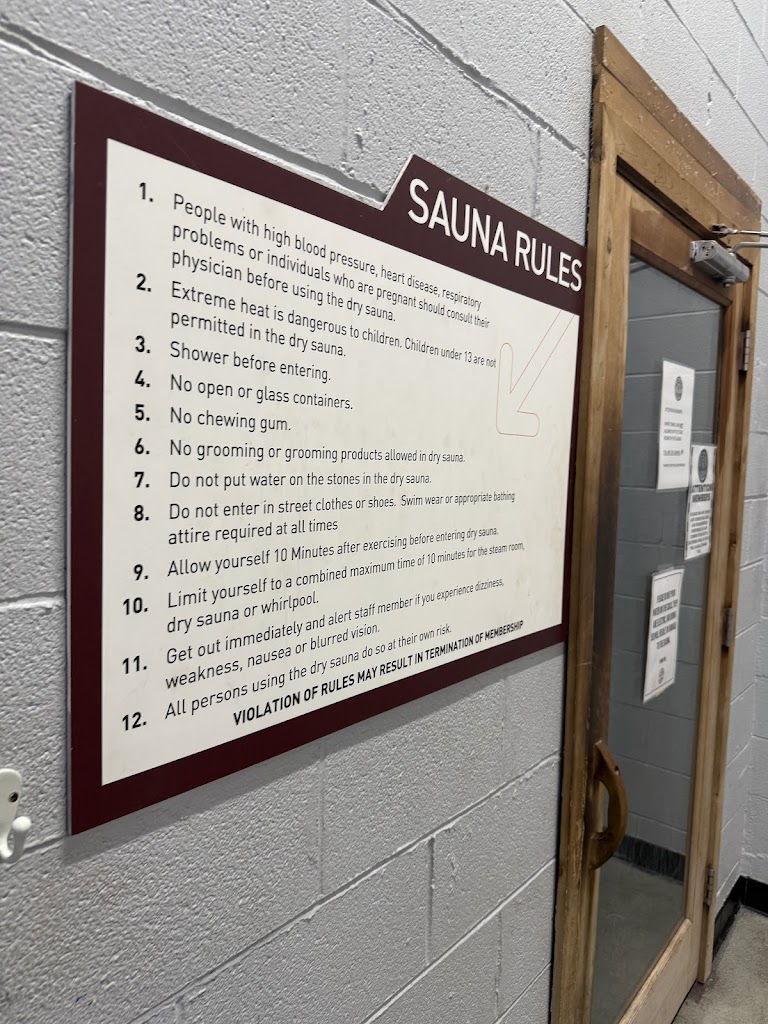 SAUNA RULES
1. People with high blood pressure, heart disease, respiratory
problems or individuals who are pregnant should consult their
physician before using the dry sauna.
2. Extreme heat is dangerous to children. Children under 13 are not
permitted in the dry sauna.
3. Shower before entering.
4. No open or glass containers.
5. No chewing gum.
6. No grooming or grooming products allowed in dry sauna.
7. Do not put water on the stones in the dry sauna.
8. Do not enter in street clothes or shoes. Swim wear or appropriate bathing
attire required at all times
9. Allow yourself 10 Minutes after exercising before entering dry sauna.
10. Limit yourself to a combined maximum time of 10 minutes for the steam room,
dry sauna or whirlpool.
11. Get out immediately and alert staff member if you experience dizziness,
weakness, nausea or blurred vision.
12. All persons using the dry sauna do so at their own risk.
VIOLATION OF RULES MAY RESULT IN TERMINATION OF MEMBERSHIP
ATTENTION
MEMBERS